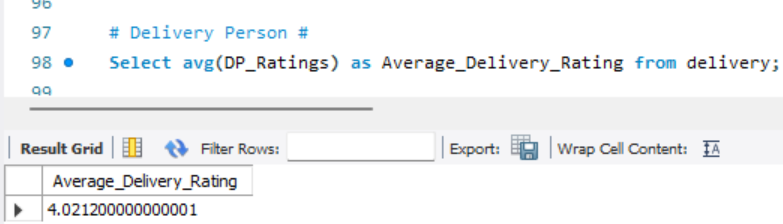 96
97 # Delivery Person #
98 Select avg(DP_Ratings) as Average_Delivery_Rating from delivery;
99
Result Grid Filter Rows: Export: Wrap Cell Content: IA
Average_Delivery_Rating
4.021200000000001